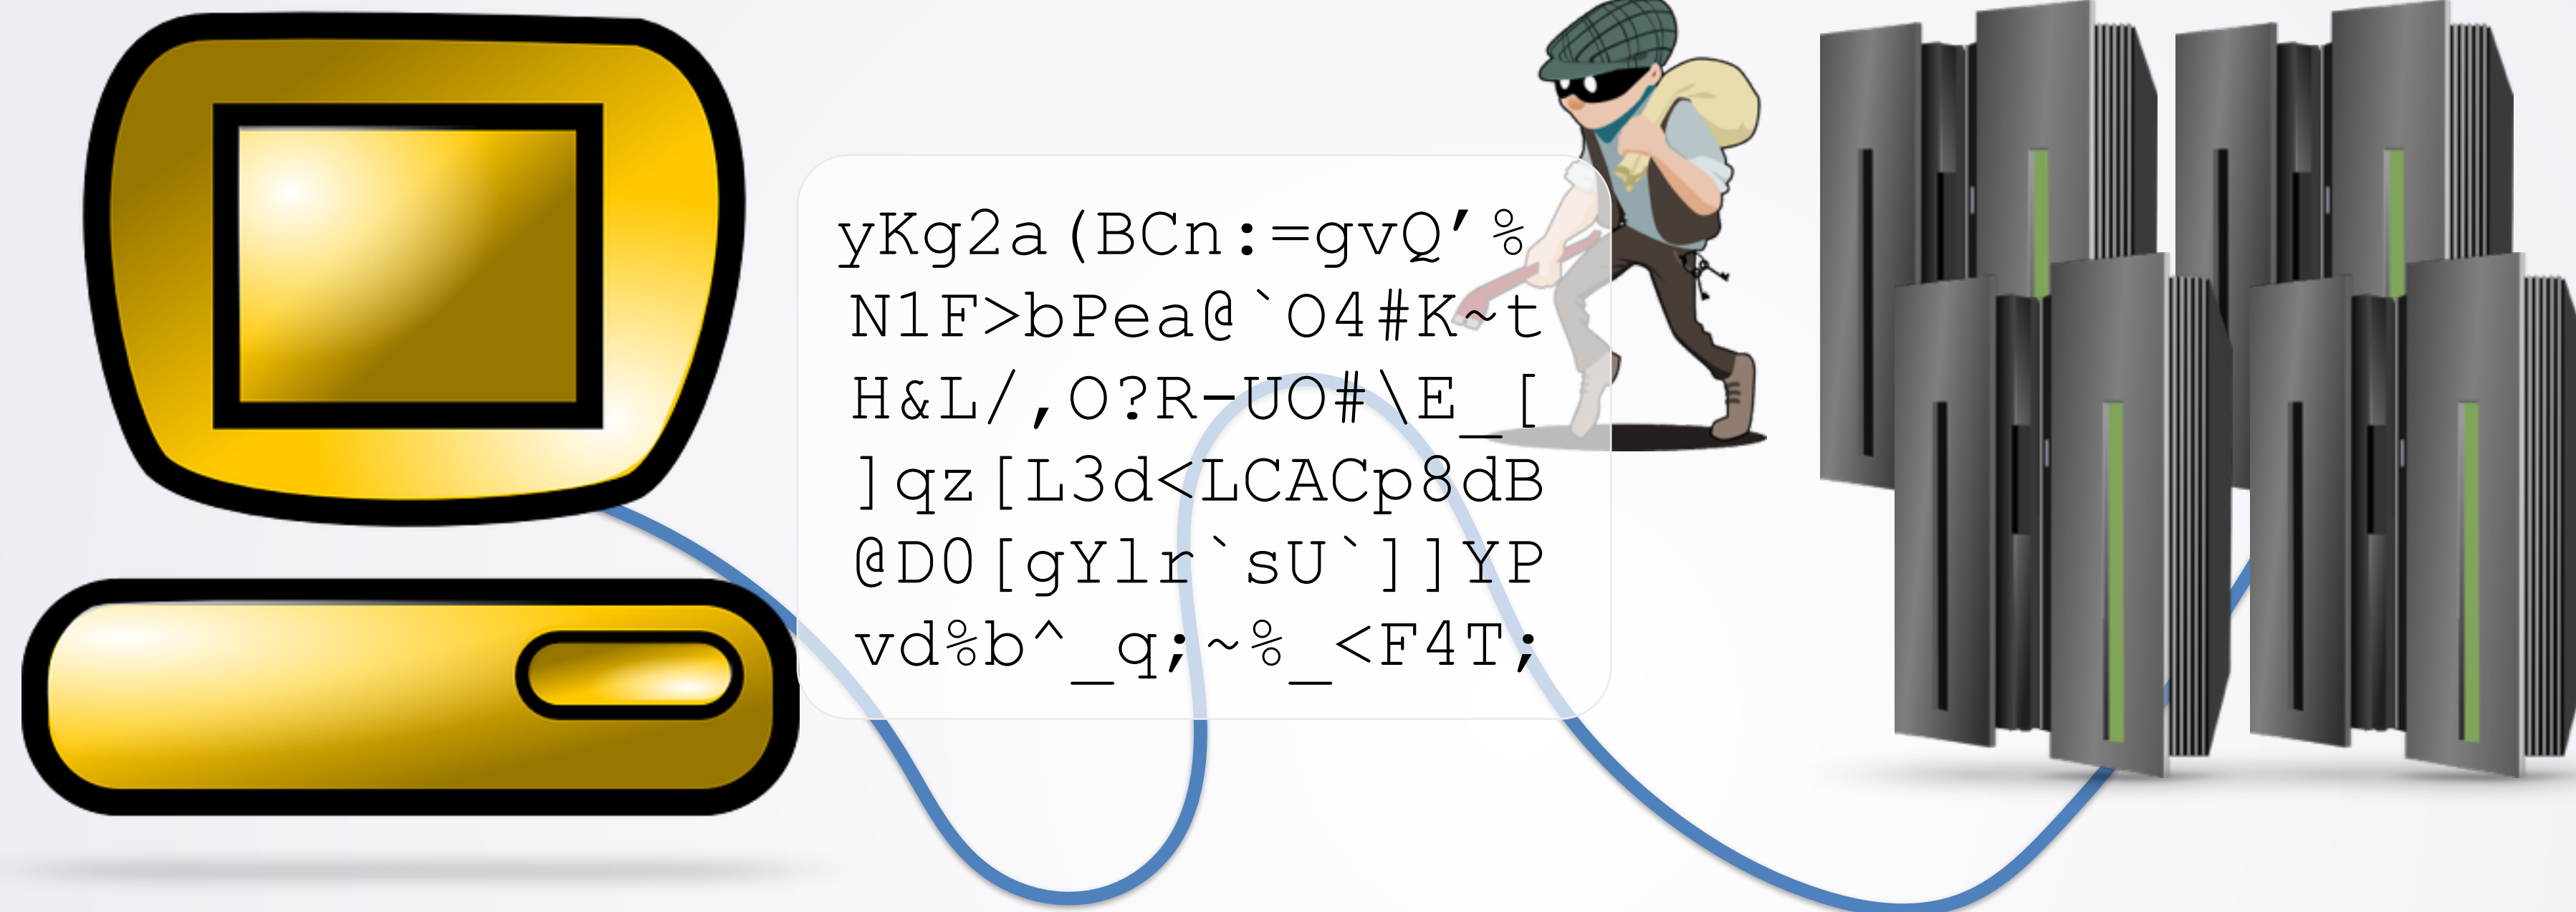 yKg2a(BCn:=gvQ’%
N1F>bPea@`O4#K~t
H&L/,O?R-UO#\E_[
]qz[L3d<LCACp8dB
@D0[gYlr`sU`]]YP
vd%b^_q;~%_<F4T;